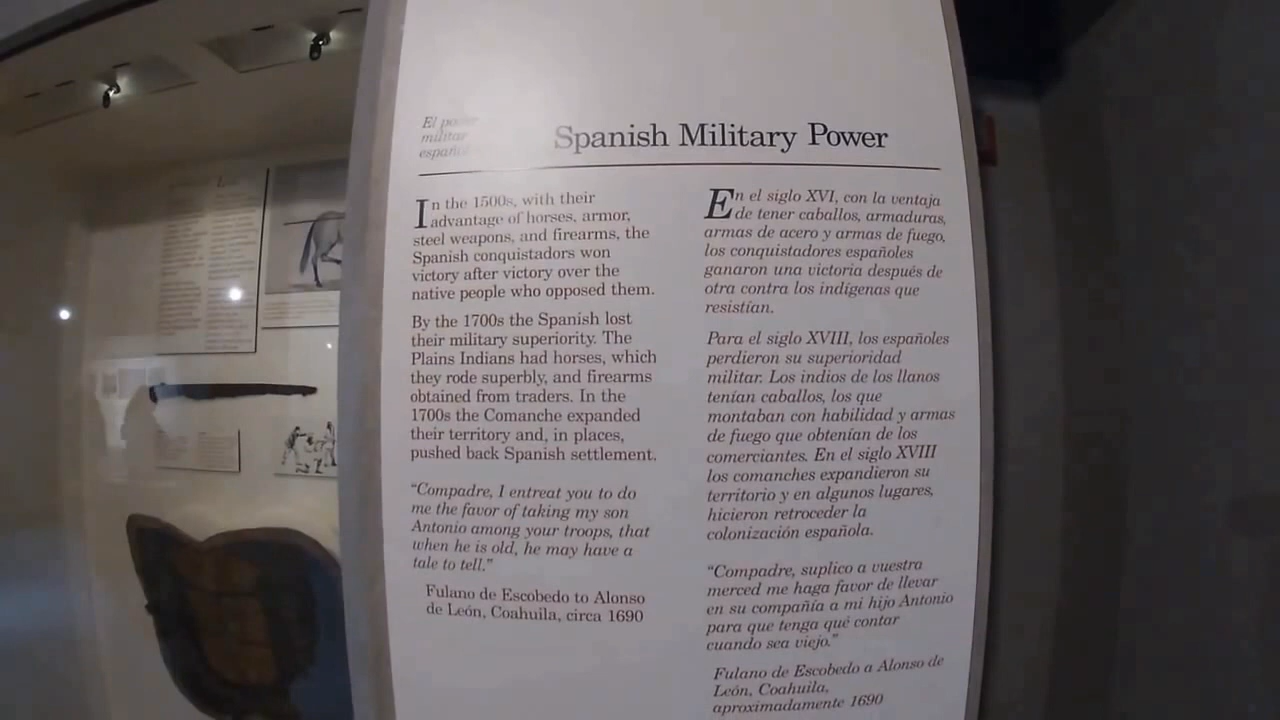 El poder
militar
español
Spanish Military Power
In the 1500s, with their
advantage of horses, armor,
steel weapons, and firearms, the
Spanish conquistadors won
victory after victory over the
native people who opposed them.
By the 1700s the Spanish lost
their military superiority. The
Plains Indians had horses, which
they rode superbly, and firearms
obtained from traders. In the
1700s the Comanche expanded
their territory and, in places,
pushed back Spanish settlement.
“Compadre, I entreat you to do
me the favor of taking my son
Antonio among your troops, that
when he is old, he may have a
tale to tell.”
Fulano de Escobedo to Alonso
de León, Coahuila, circa 1690
En el siglo XVI, con la ventaja
de tener caballos, armaduras,
armas de acero y armas de fuego,
los conquistadores españoles
ganaron una victoria después de
otra contra los indígenas que
resistían.
Para el siglo XVIII, los españoles
perdieron su superioridad
militar. Los indios de los llanos
tenían caballos, los que
montaban con habilidad y armas
de fuego que obtenían de los
comerciantes. En el siglo XVIII
los comanches expandieron su
territorio y en algunos lugares,
hicieron retroceder la
colonización española.
“Compadre, suplico a vuestra
merced me haga favor de llevar
en su compañía a mi hijo Antonio
para que tenga qué contar
cuando sea viejo.”
Fulano de Escobedo a Alonso de
León, Coahuila,
aproximadamente 1690